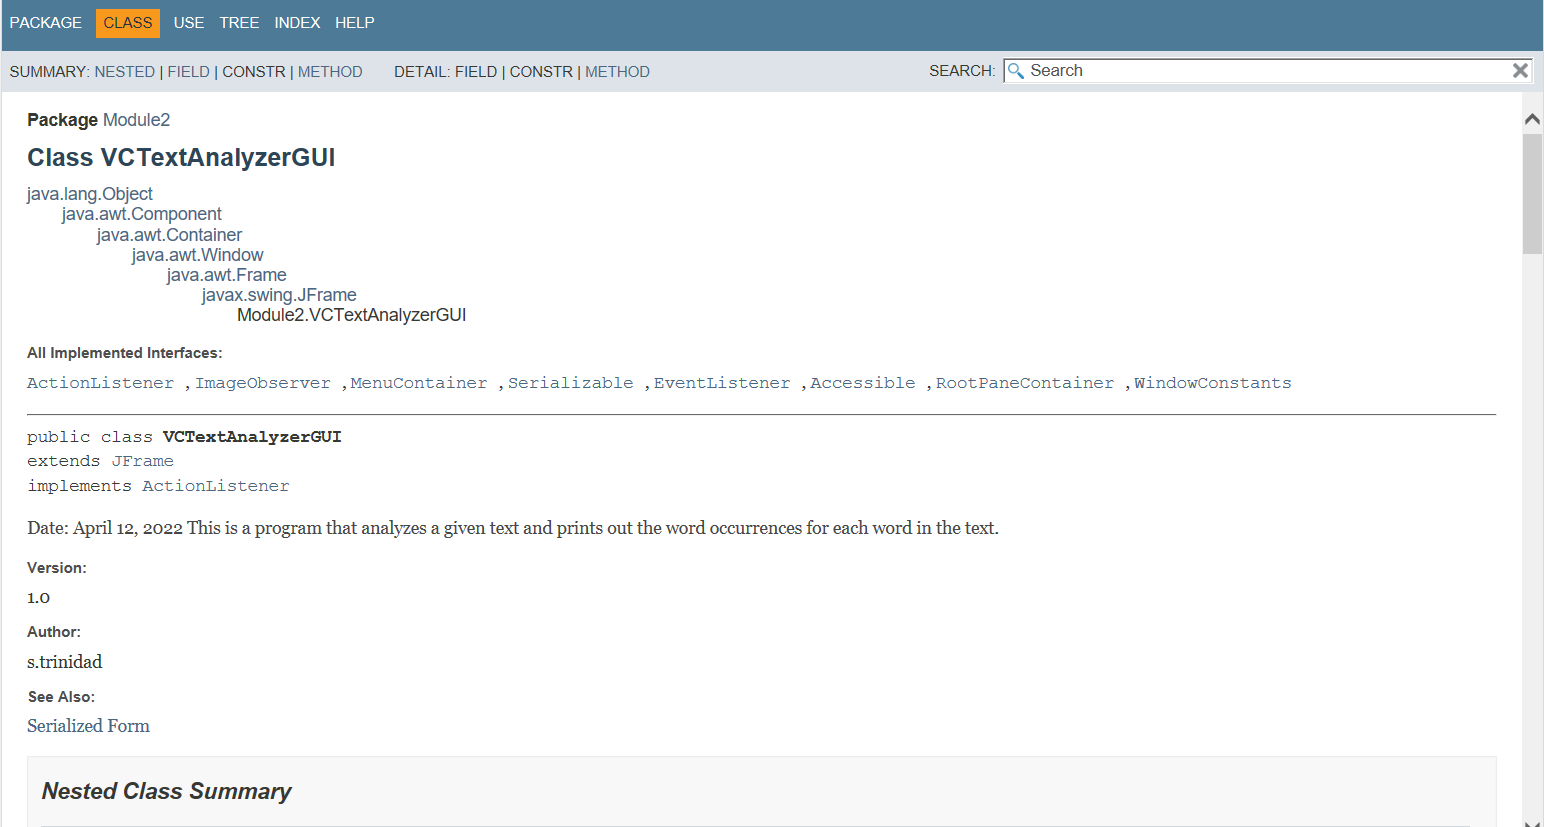 PACKAGE CLASS USE TREE INDEX HELP
SUMMARY: NESTED | FIELD | CONSTR | METHOD DETAIL: FIELD | CONSTR | METHOD SEARCH: Search
Package Module2
Class VCTextAnalyzerGUI
java.lang.Object
java.awt.Component
java.awt.Container
java.awt.Window
java.awt.Frame
javax.swing.JFrame
Module2.VCTextAnalyzerGUI
All Implemented Interfaces:
ActionListener ,ImageObserver ,MenuContainer ,Serializable ,EventListener ,Accessible ,RootPaneContainer ,WindowConstants
public class VCTextAnalyzerGUI
extends JFrame
implements ActionListener
Date: April 12, 2022 This is a program that analyzes a given text and prints out the word occurrences for each word in the text.
Version:
1.0
Author:
s.trinidad
See Also:
Serialized Form
Nested Class Summary